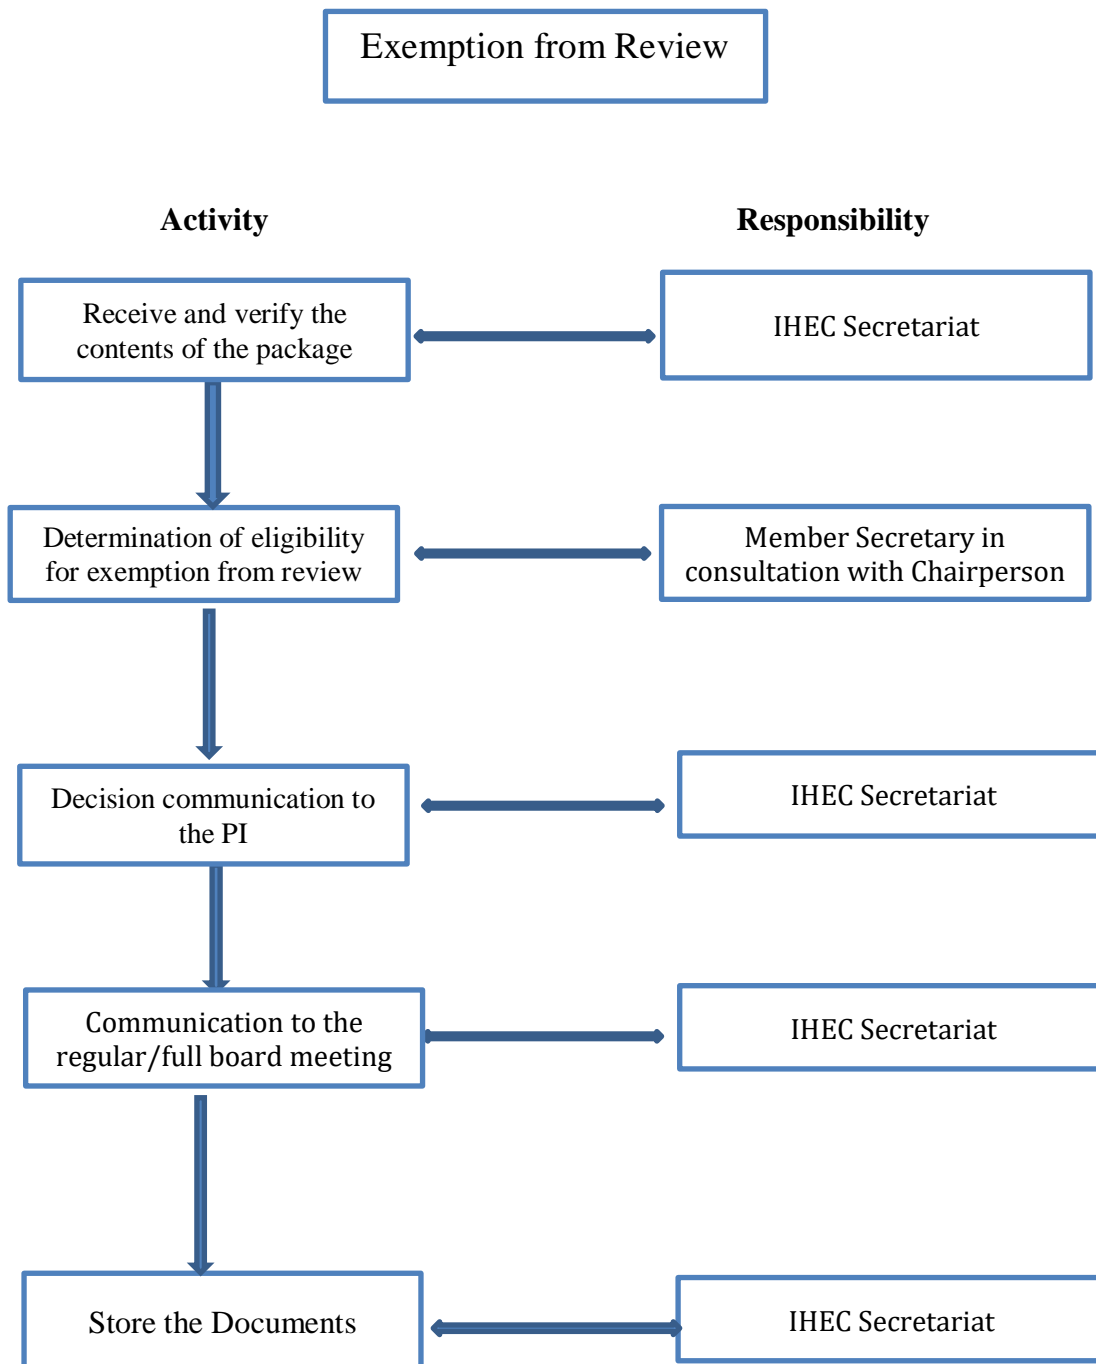 Exemption from Review
Activity
Responsibility
Receive and verify the
contents of the package
IHEC Secretariat
Determination of eligibility
for exemption from review
Member Secretary in
consultation with Chairperson
Decision communication to
the PI
IHEC Secretariat
Communication to the
regular/full board meeting
IHEC Secretariat
Store the Documents
IHEC Secretariat